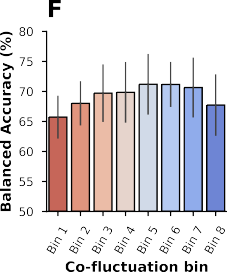 F
Balanced Accuracy (%)
80
75
70
65
60
55
50
Bin 1
Bin 2
Bin 3
Bin 4
Bin 5
Bin 6
Bin 7
Bin 8
Co-fluctuation bin